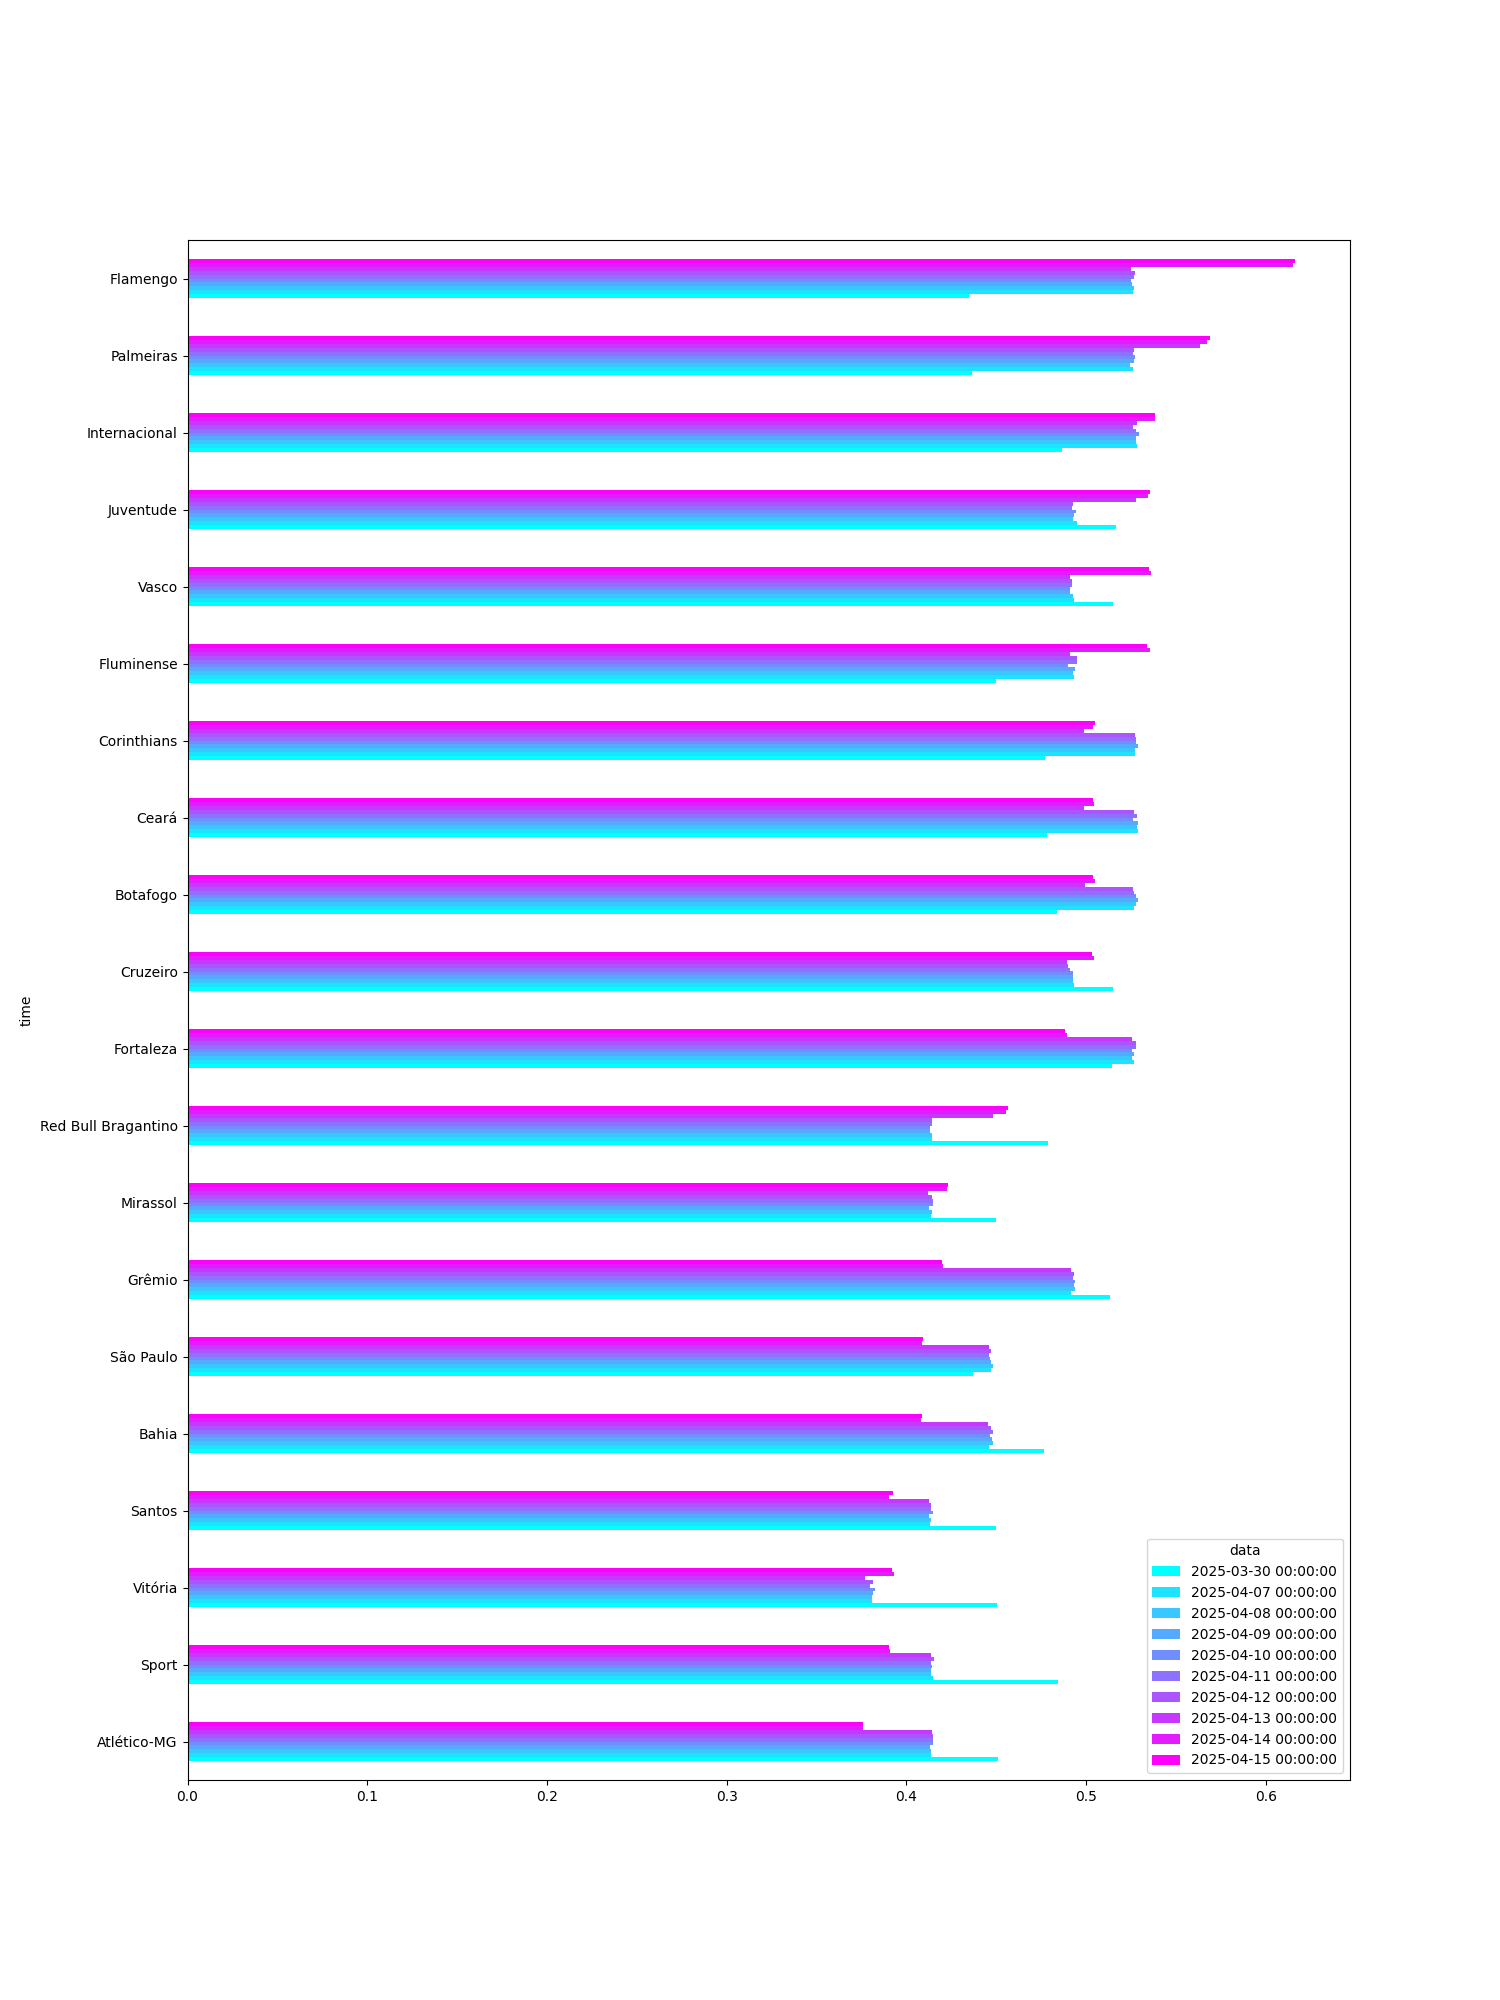 Flamengo
Palmeiras
Internacional
Juventude
Vasco
Fluminense
Corinthians
Ceará
Botafogo
Cruzeiro
time
Fortaleza
Red Bull Bragantino
Mirassol
Grêmio
São Paulo
Bahia
Santos
Vitória
Sport
Atlético-MG
data
2025-03-30 00:00:00
2025-04-07 00:00:00
2025-04-08 00:00:00
2025-04-09 00:00:00
2025-04-10 00:00:00
2025-04-11 00:00:00
2025-04-12 00:00:00
2025-04-13 00:00:00
2025-04-14 00:00:00
2025-04-15 00:00:00
0.0 0.1 0.2 0.3 0.4 0.5 0.6